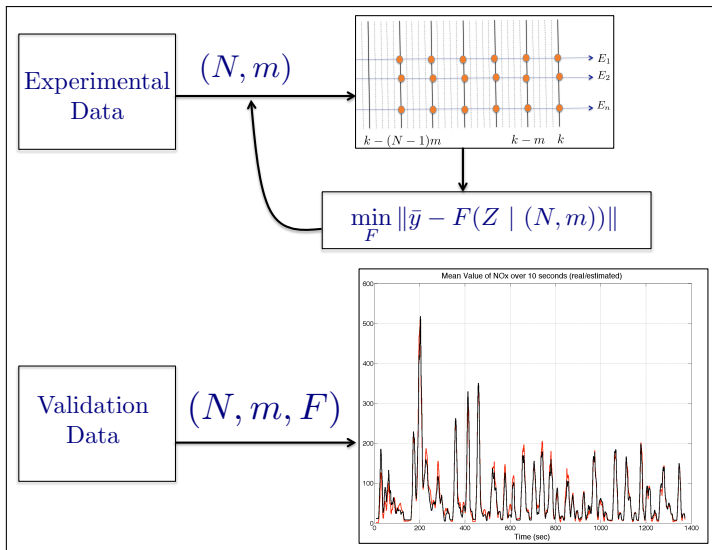 Experimental
Data
(N, m)
E₁
E₂
Eₙ
k − (N − 1)m
k − m
k
min ‖ȳ − F(Z | (N, m))‖
F
Validation
Data
(N, m, F)
Mean Value of NOx over 10 seconds (real/estimated)
600
500
400
300
200
100
0
0 200 400 600 800 1000 1200 1400
Time (sec)